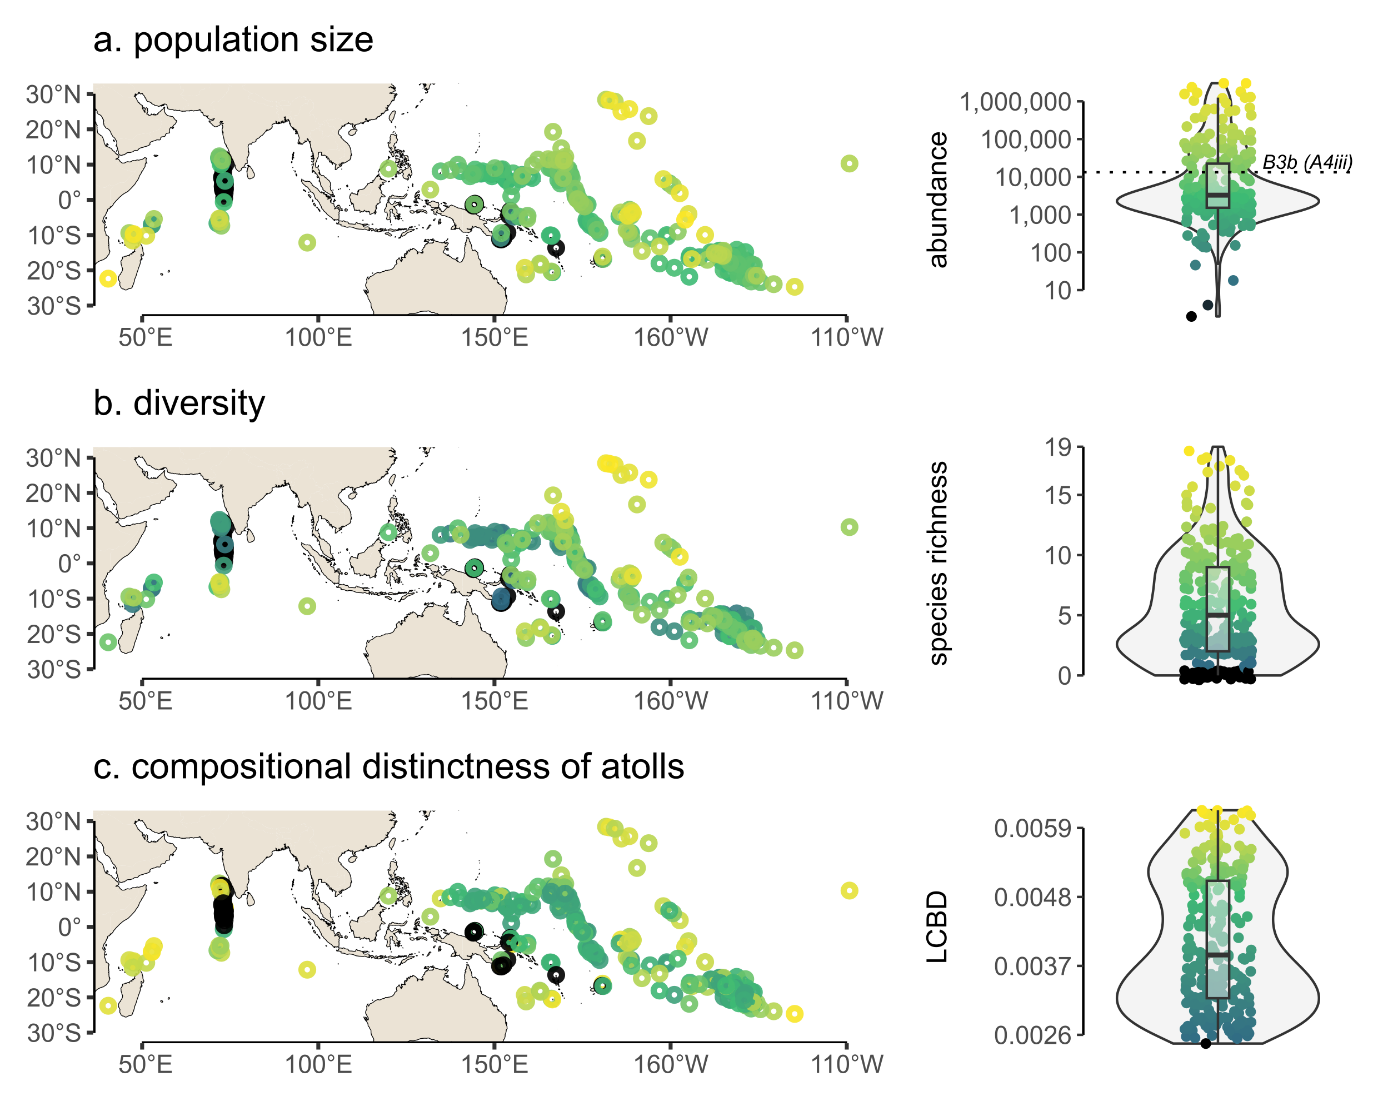 a. population size
30°N
20°N
10°N
0°
10°S
20°S
30°S
50°E
100°E
150°E
160°W
110°W
abundance
1,000,000
100,000
10,000
1,000
100
10
B3b (A4iii)
b. diversity
30°N
20°N
10°N
0°
10°S
20°S
30°S
50°E
100°E
150°E
160°W
110°W
species richness
19
15
10
5
0
c. compositional distinctness of atolls
30°N
20°N
10°N
0°
10°S
20°S
30°S
50°E
100°E
150°E
160°W
110°W
LCBD
0.0059
0.0048
0.0037
0.0026